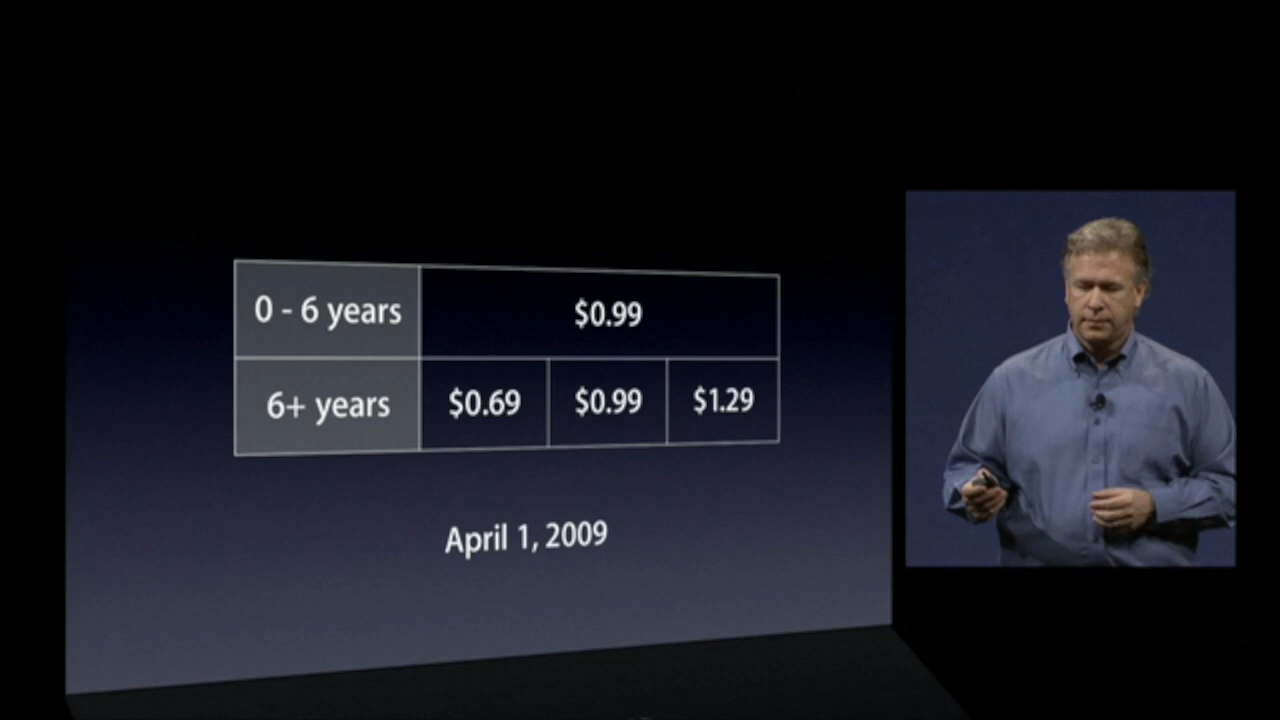 0 - 6 years $0.99
6+ years $0.69 $0.99 $1.29
April 1, 2009